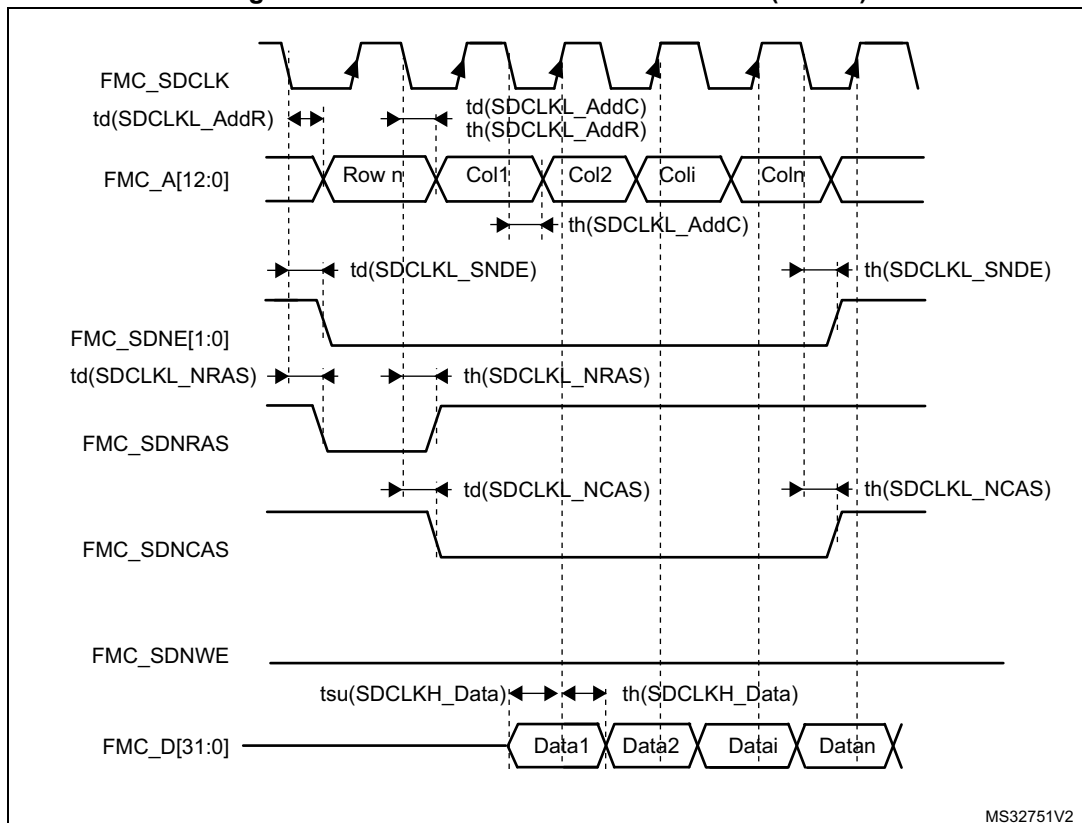 FMC_SDCLK
td(SDCLKL_AddR)
td(SDCLKL_AddC)
th(SDCLKL_AddR)
FMC_A[12:0]
Row n
Col1
Col2
Coli
Coln
th(SDCLKL_AddC)
td(SDCLKL_SNDE)
th(SDCLKL_SNDE)
FMC_SDNE[1:0]
td(SDCLKL_NRAS)
th(SDCLKL_NRAS)
FMC_SDNRAS
td(SDCLKL_NCAS)
th(SDCLKL_NCAS)
FMC_SDNCAS
FMC_SDNWE
tsu(SDCLKH_Data)
th(SDCLKH_Data)
FMC_D[31:0]
Data1
Data2
Datai
Datan
MS32751V2